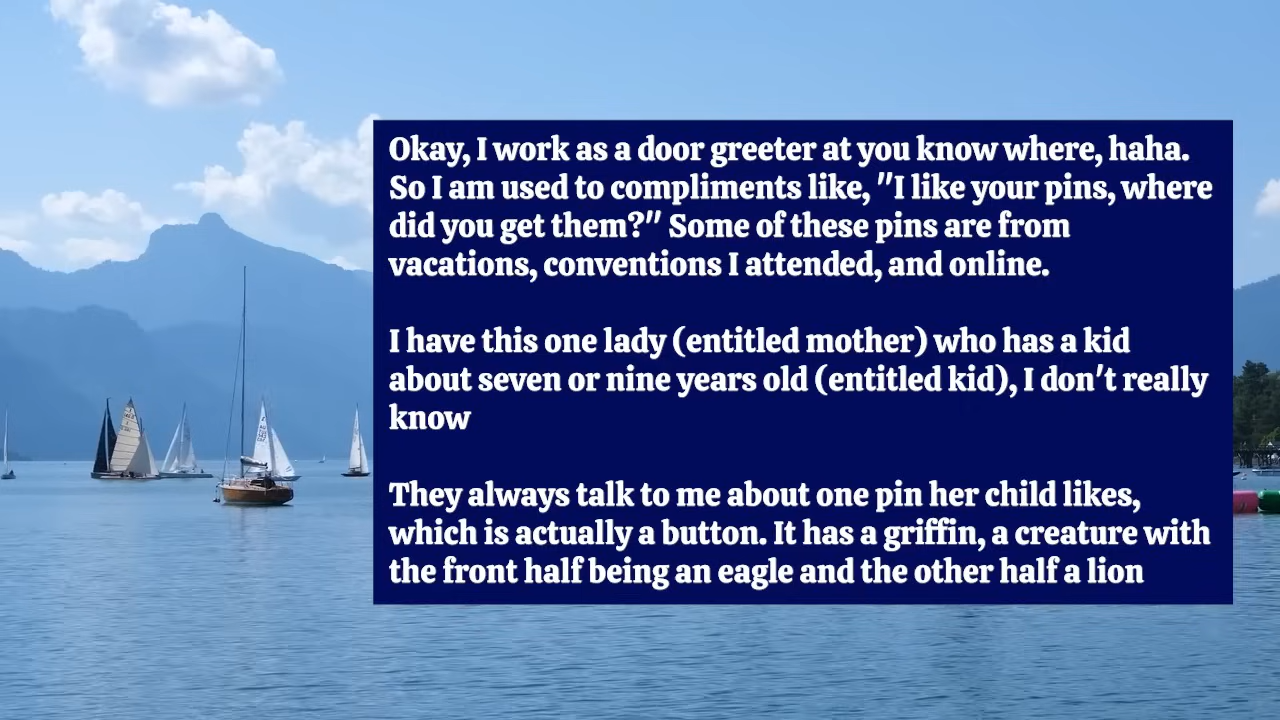 Okay, I work as a door greeter at you know where, haha.
So I am used to compliments like, "I like your pins, where
did you get them?" Some of these pins are from
vacations, conventions I attended, and online.
I have this one lady (entitled mother) who has a kid
about seven or nine years old (entitled kid), I don't really
know
They always talk to me about one pin her child likes,
which is actually a button. It has a griffin, a creature with
the front half being an eagle and the other half a lion